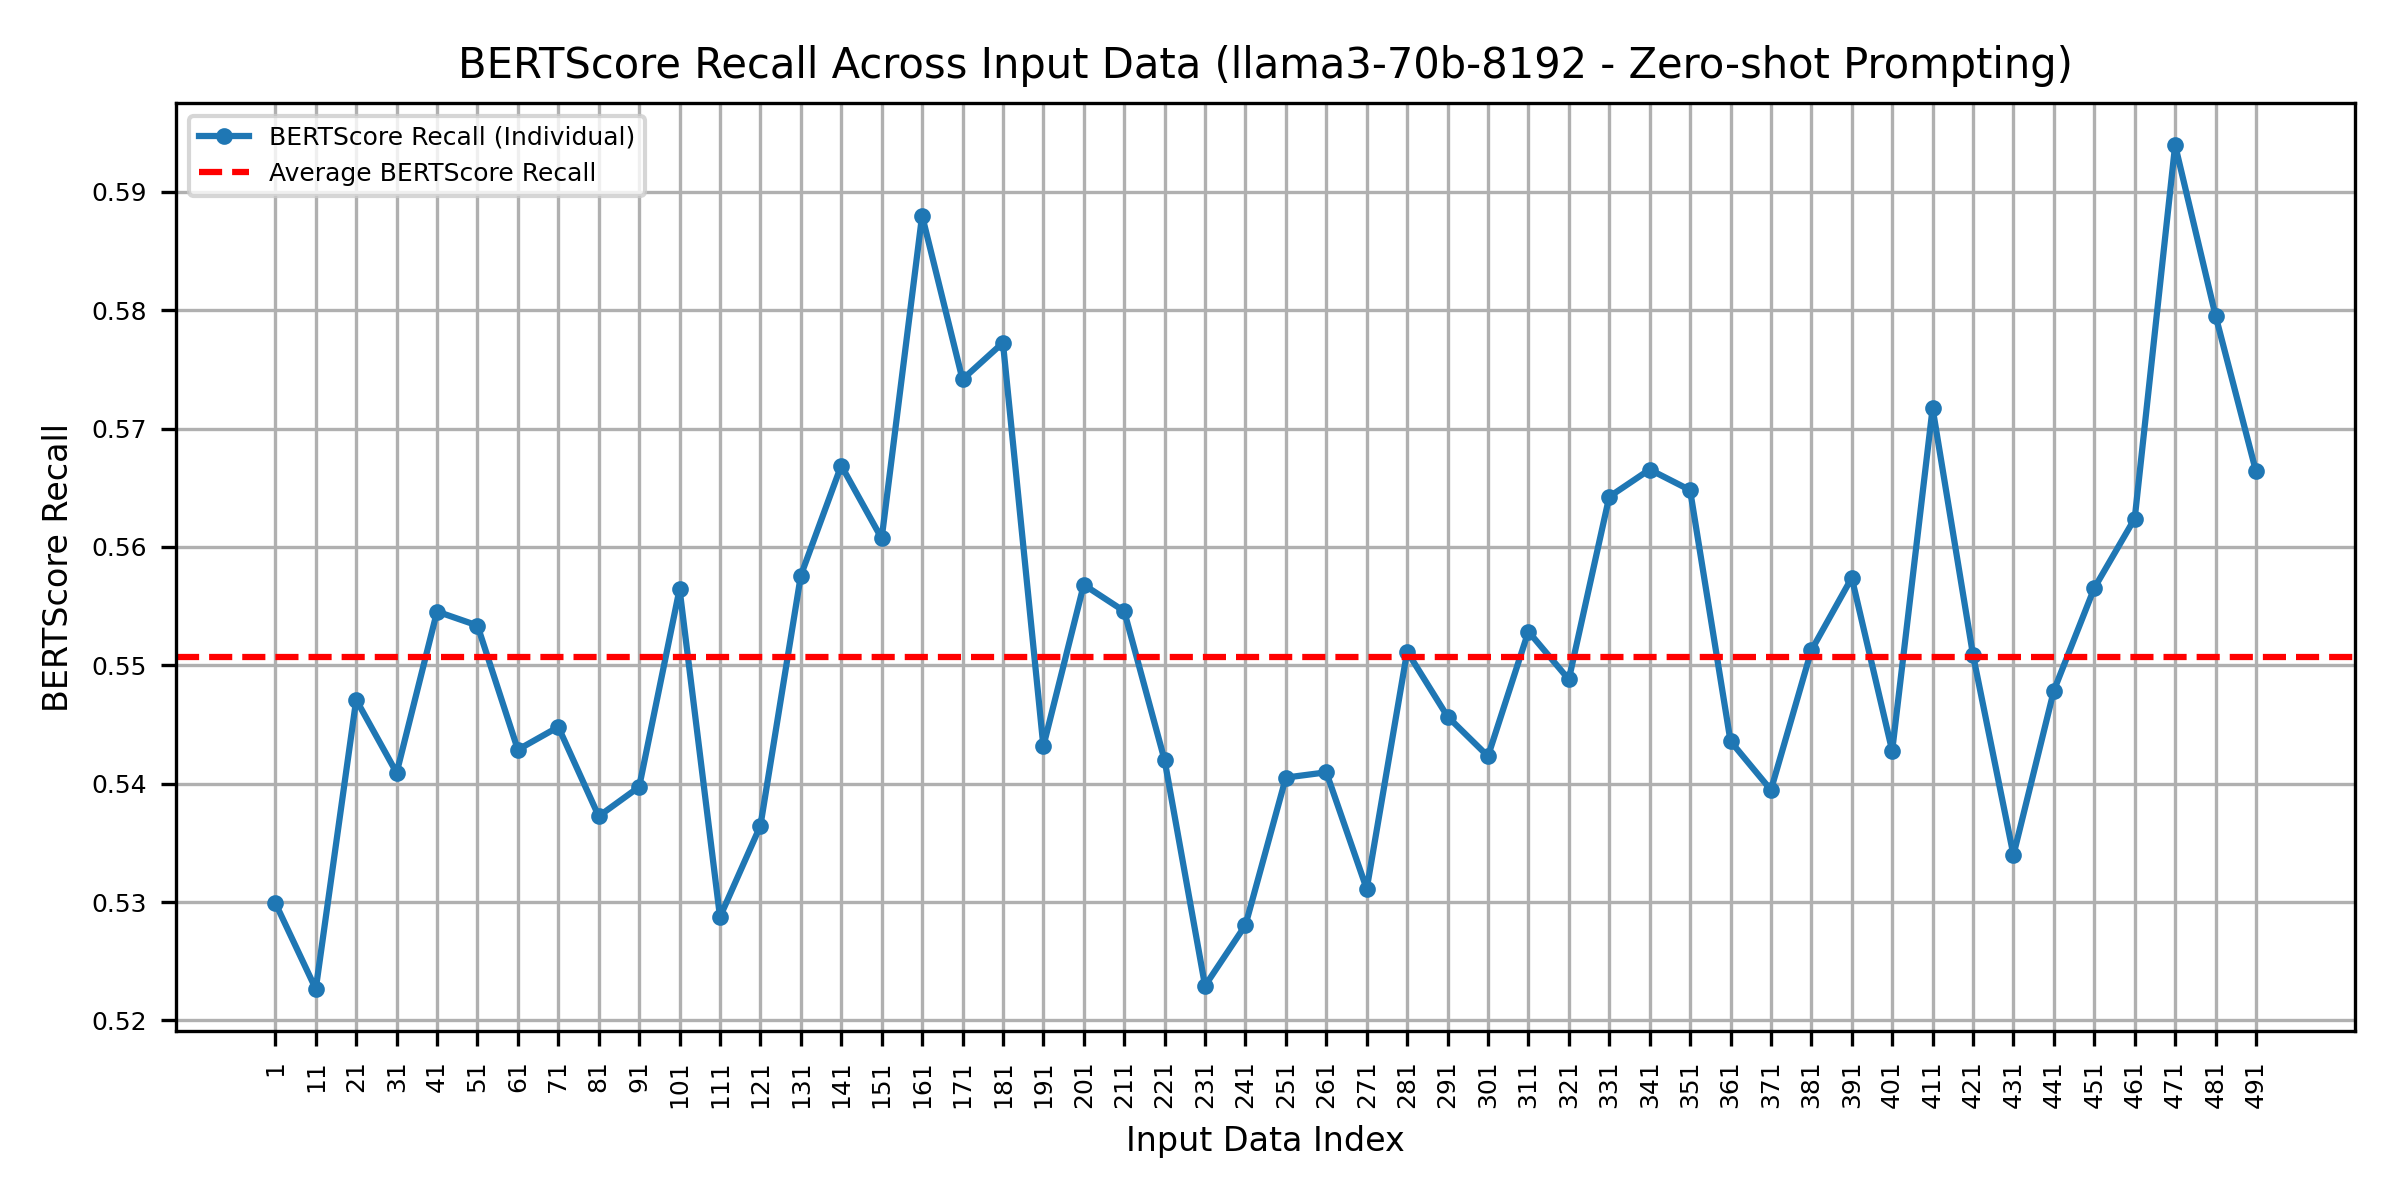 BERTScore Recall Across Input Data (llama3-70b-8192 - Zero-shot Prompting)
BERTScore Recall (Individual)
Average BERTScore Recall
BERTScore Recall
0.59
0.58
0.57
0.56
0.55
0.54
0.53
0.52
1 11 21 31 41 51 61 71 81 91 101 111 121 131 141 151 161 171 181 191 201 211 221 231 241 251 261 271 281 291 301 311 321 331 341 351 361 371 381 391 401 411 421 431 441 451 461 471 481 491
Input Data Index